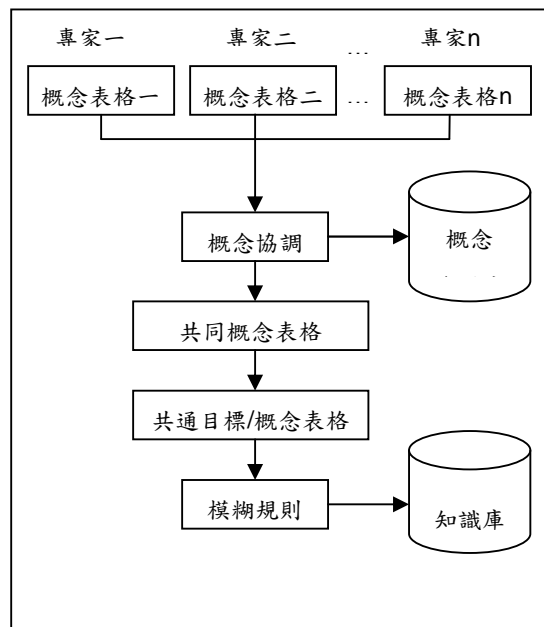 專家一 專家二 … 專家n
概念表格一 概念表格二 … 概念表格n
概念協調
概念
共同概念表格
共通目標/概念表格
模糊規則
知識庫